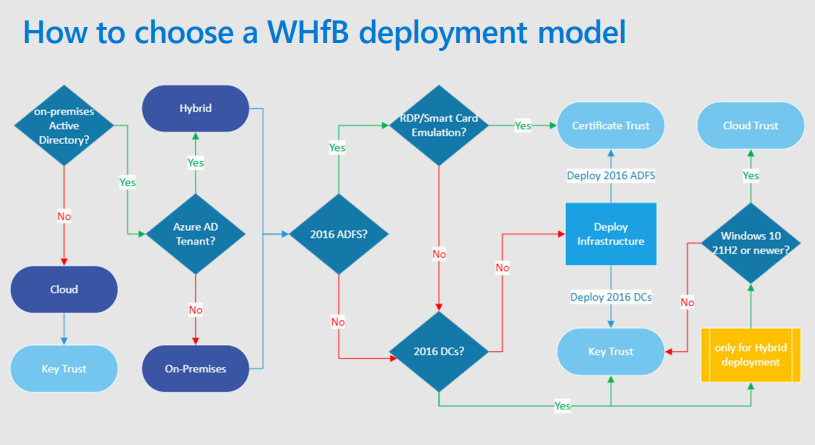 How to choose a WHfB deployment model
on-premises
Active
Directory?
Yes
No
Cloud
Key Trust
Hybrid
Yes
Azure AD
Tenant?
No
On-Premises
2016 ADFS?
Yes
No
RDP/Smart Card
Emulation?
Yes
No
2016 DCs?
No
Yes
Certificate Trust
Deploy 2016 ADFS
Deploy
Infrastructure
Deploy 2016 DCs
Key Trust
Cloud Trust
Yes
Windows 10
21H2 or newer?
No
only for Hybrid
deployment